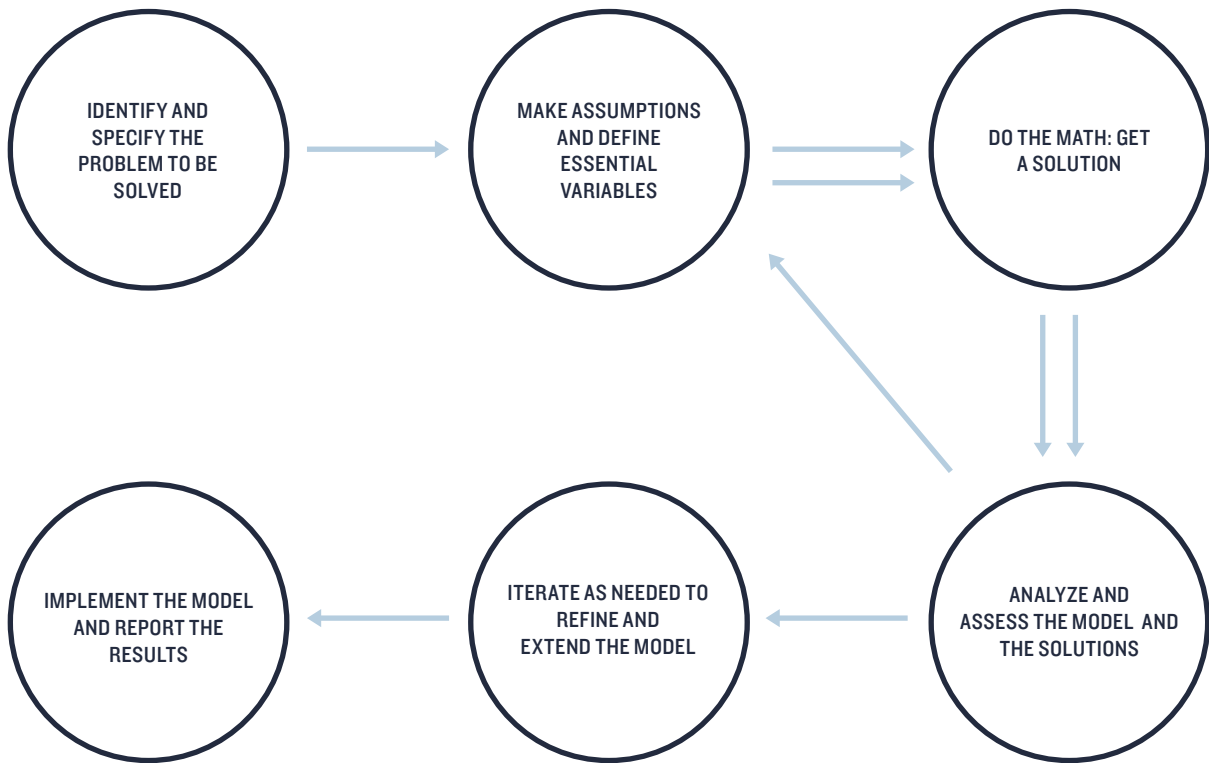 IDENTIFY AND
SPECIFY THE
PROBLEM TO BE
SOLVED
MAKE ASSUMPTIONS
AND DEFINE
ESSENTIAL
VARIABLES
DO THE MATH: GET
A SOLUTION
IMPLEMENT THE MODEL
AND REPORT THE
RESULTS
ITERATE AS NEEDED TO
REFINE AND
EXTEND THE MODEL
ANALYZE AND
ASSESS THE MODEL AND
THE SOLUTIONS